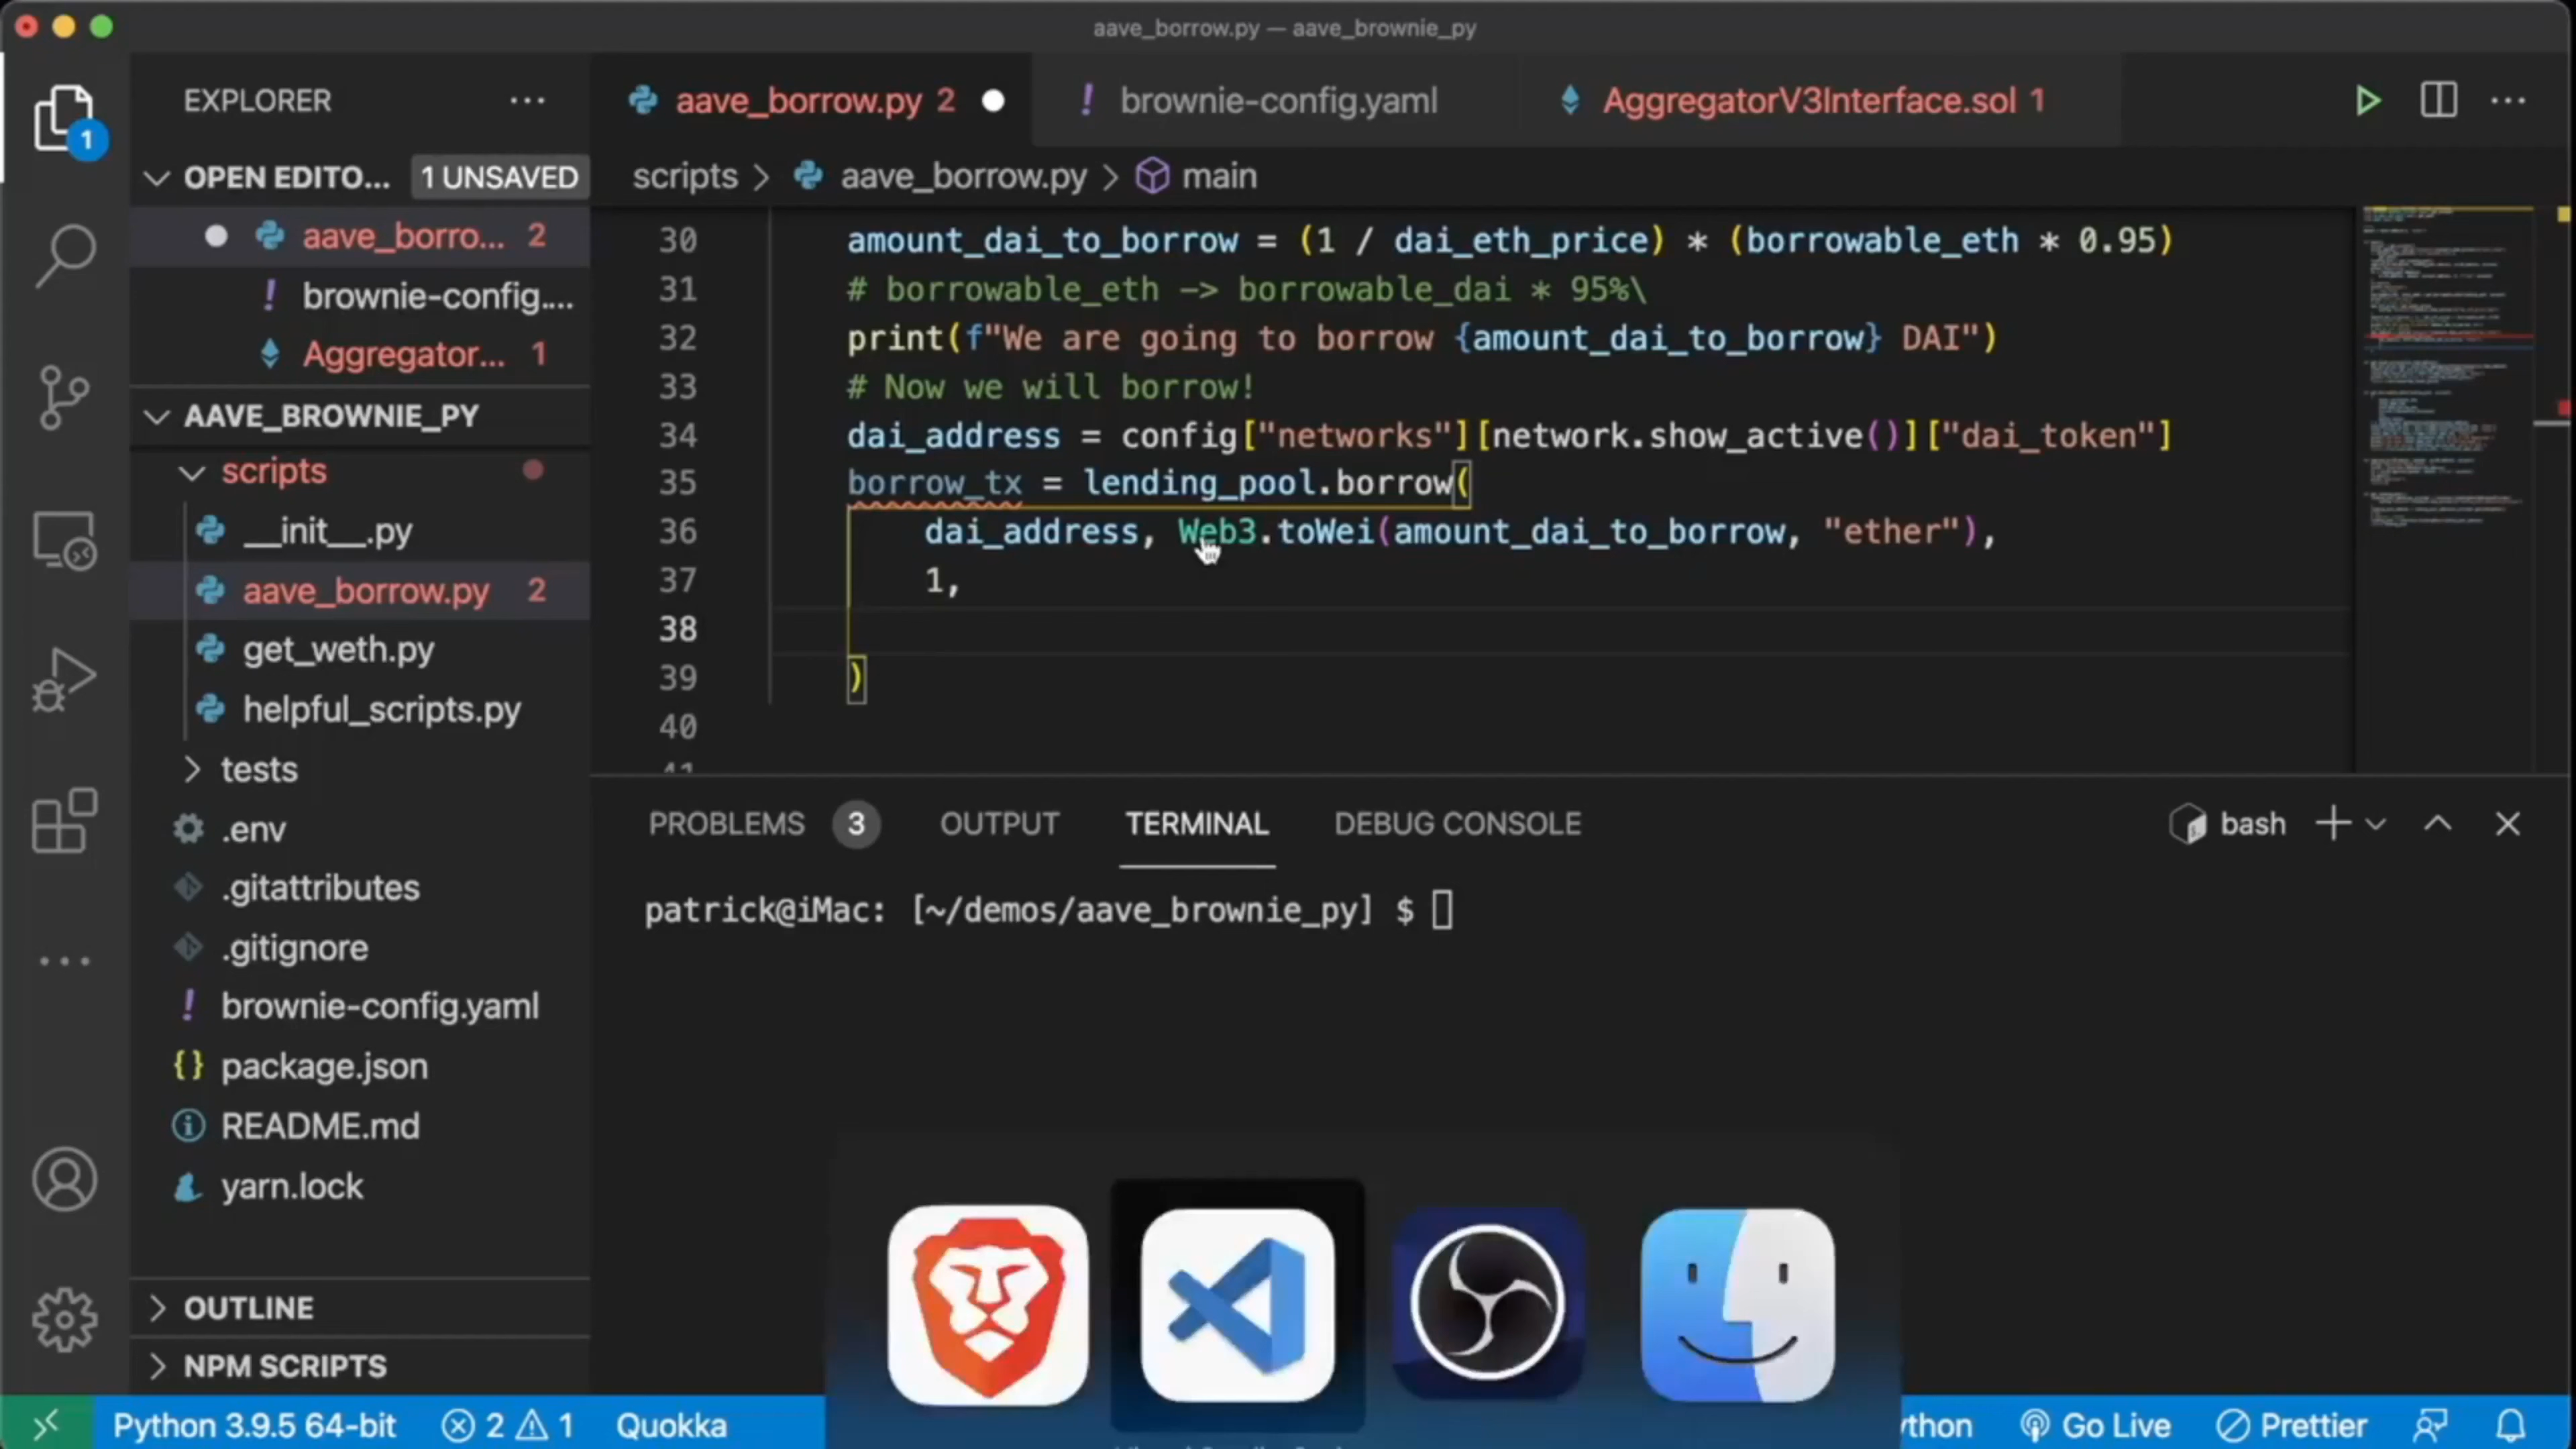 aave_borrow.py — aave_brownie_py
EXPLORER
aave_borrow.py 2
brownie-config.yaml
AggregatorV3Interface.sol 1
1
OPEN EDITO... 1 UNSAVED
scripts > aave_borrow.py > main
aave_borro... 2
brownie-config....
Aggregator... 1
AAVE_BROWNIE_PY
scripts
__init__.py
aave_borrow.py 2
get_weth.py
helpful_scripts.py
tests
.env
.gitattributes
.gitignore
brownie-config.yaml
{} package.json
README.md
yarn.lock
OUTLINE
NPM SCRIPTS
30 amount_dai_to_borrow = (1 / dai_eth_price) * (borrowable_eth * 0.95)
31 # borrowable_eth -> borrowable_dai * 95%\
32 print(f"We are going to borrow {amount_dai_to_borrow} DAI")
33 # Now we will borrow!
34 dai_address = config["networks"][network.show_active()]["dai_token"]
35 borrow_tx = lending_pool.borrow(
36 dai_address, Web3.toWei(amount_dai_to_borrow, "ether"),
37 1,
38
39 )
40
41
PROBLEMS 3 OUTPUT TERMINAL DEBUG CONSOLE
bash
patrick@iMac: [~/demos/aave_brownie_py] $
Python 3.9.5 64-bit 2 1 Quokka
ython Go Live Prettier